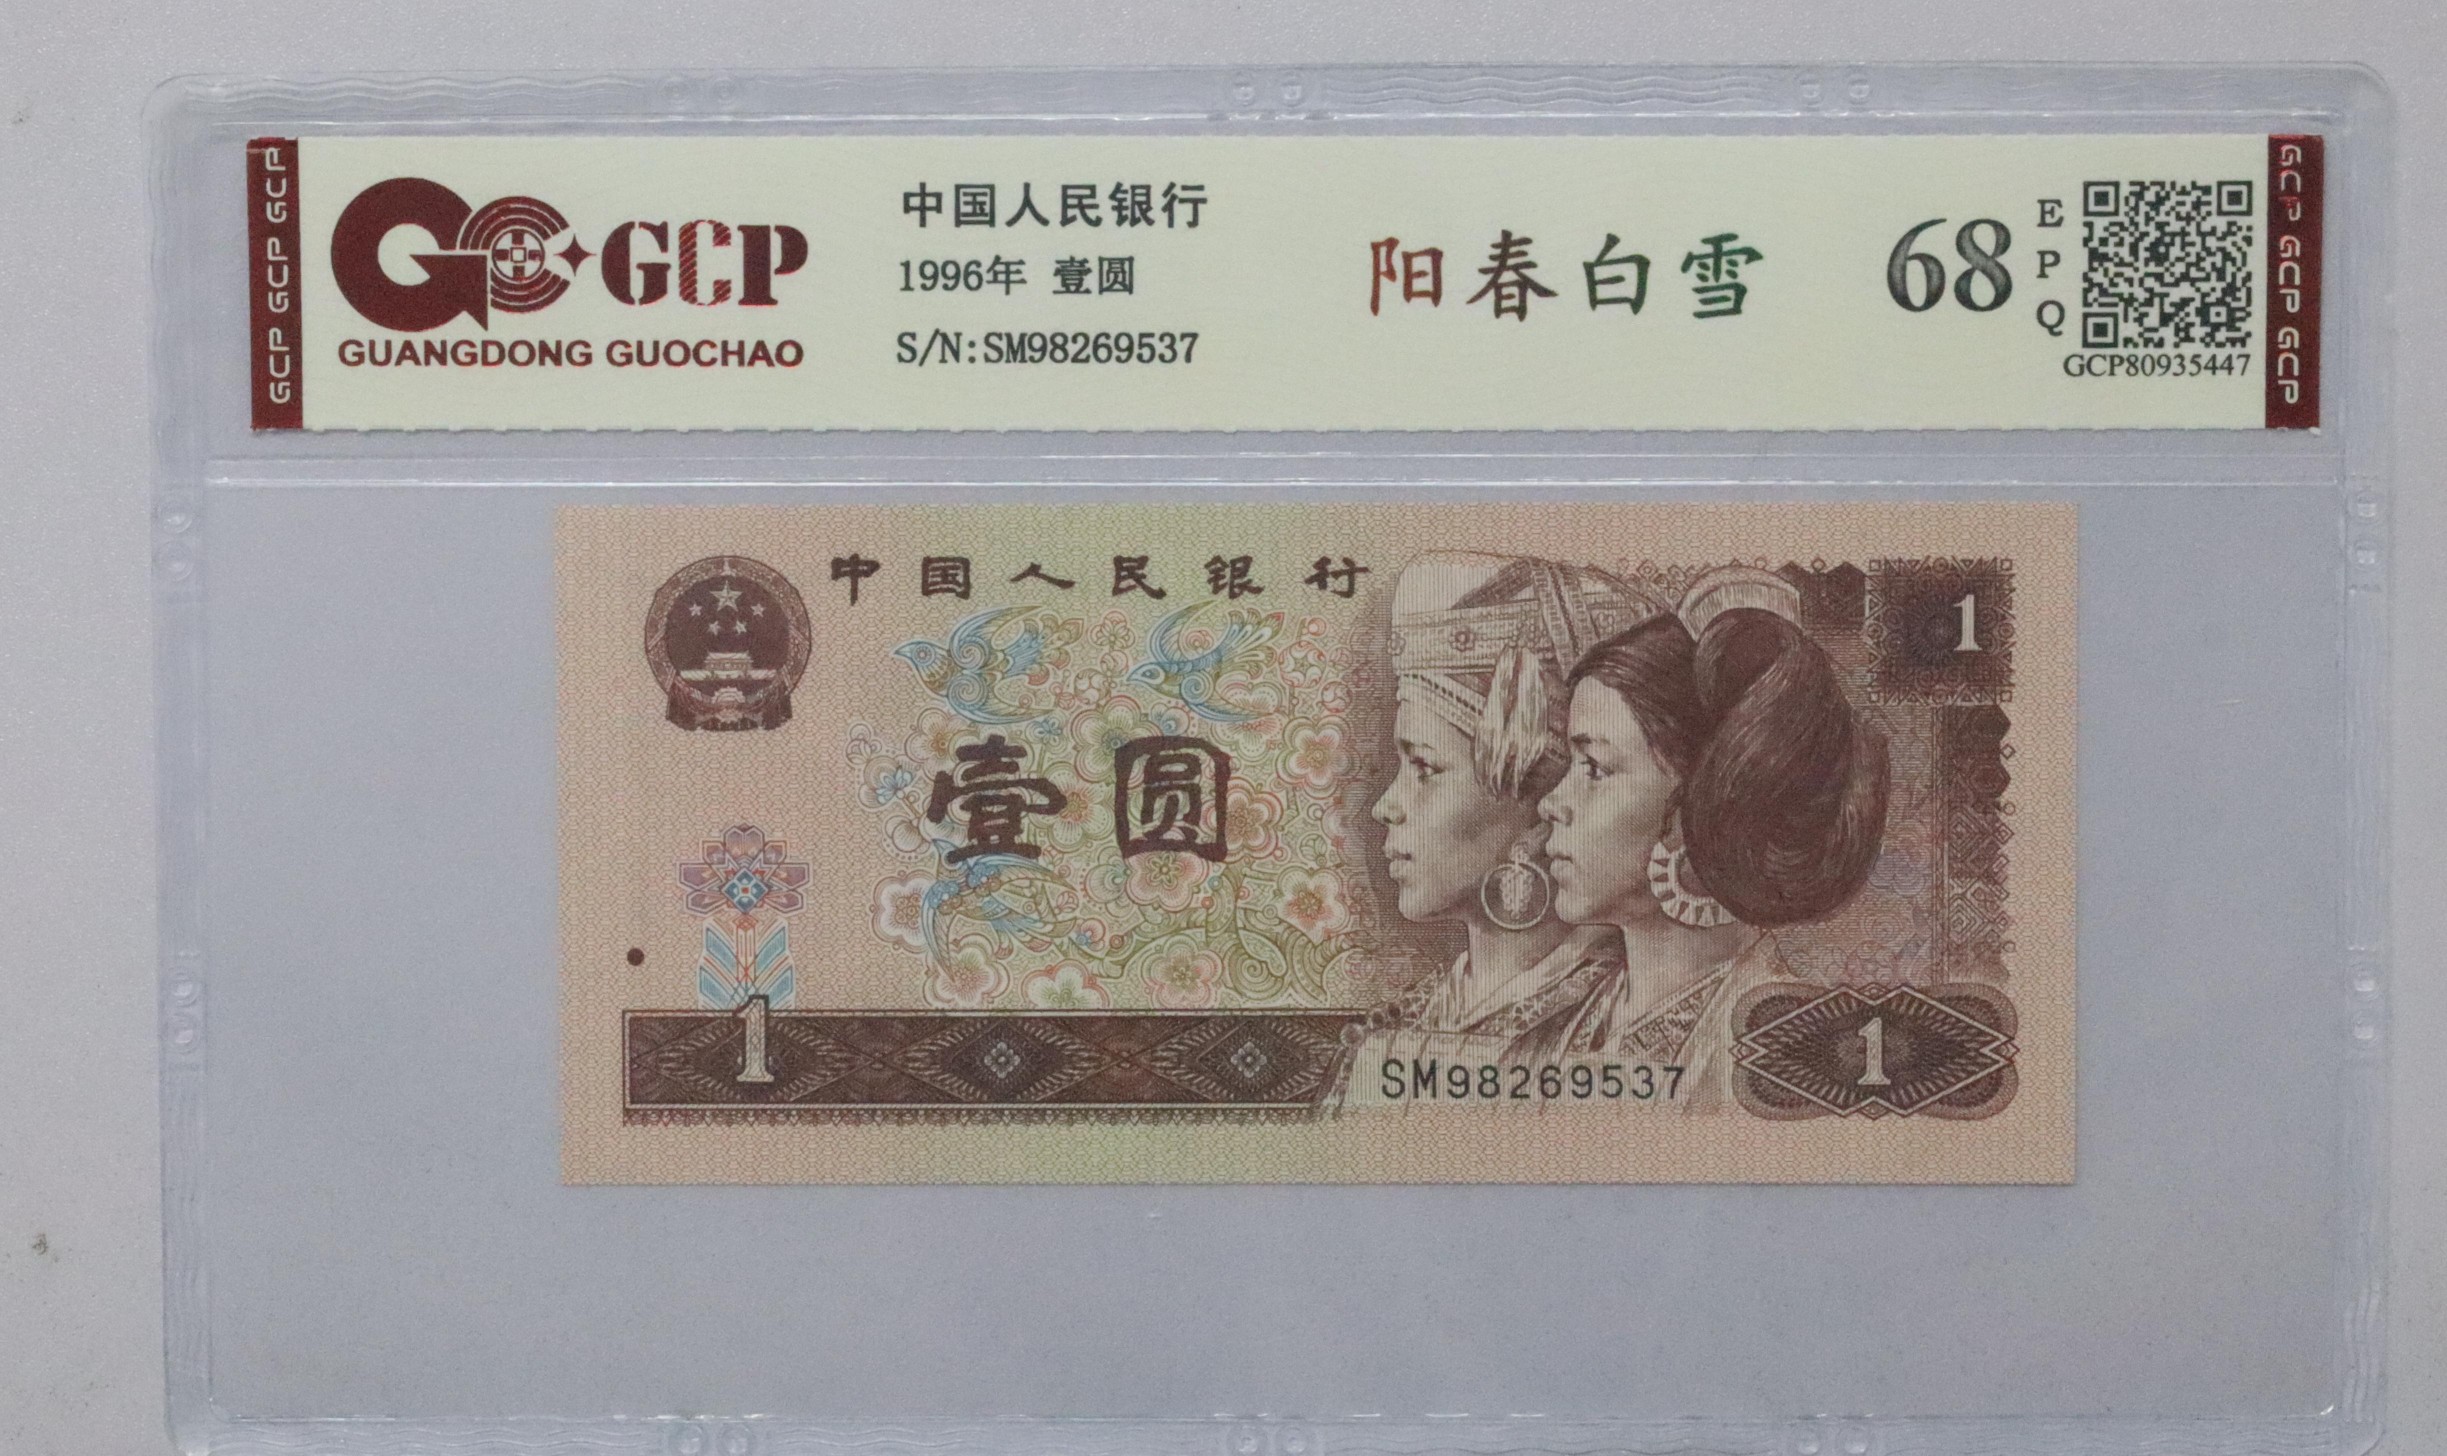 GCP GCP GCP
GCP
GUANGDONG GUOCHAO
中国人民银行
1996年 壹圆
S/N:SM98269537
阳春白雪
68
E
P
Q
GCP80935447
GCP GCP GCP
中国人民银行
1
壹圆
1
SM98269537
1